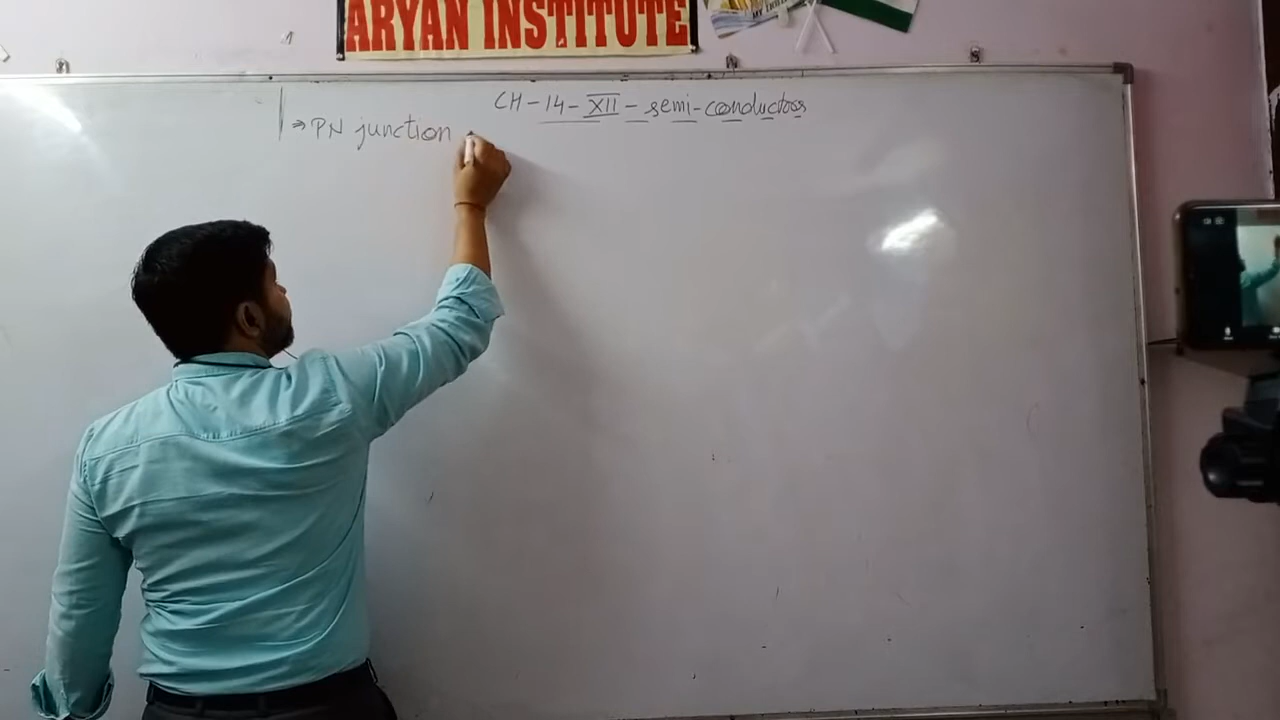 ARYAN INSTITUTE
CH-14-XII-semi-conductors
⇒ PN junction